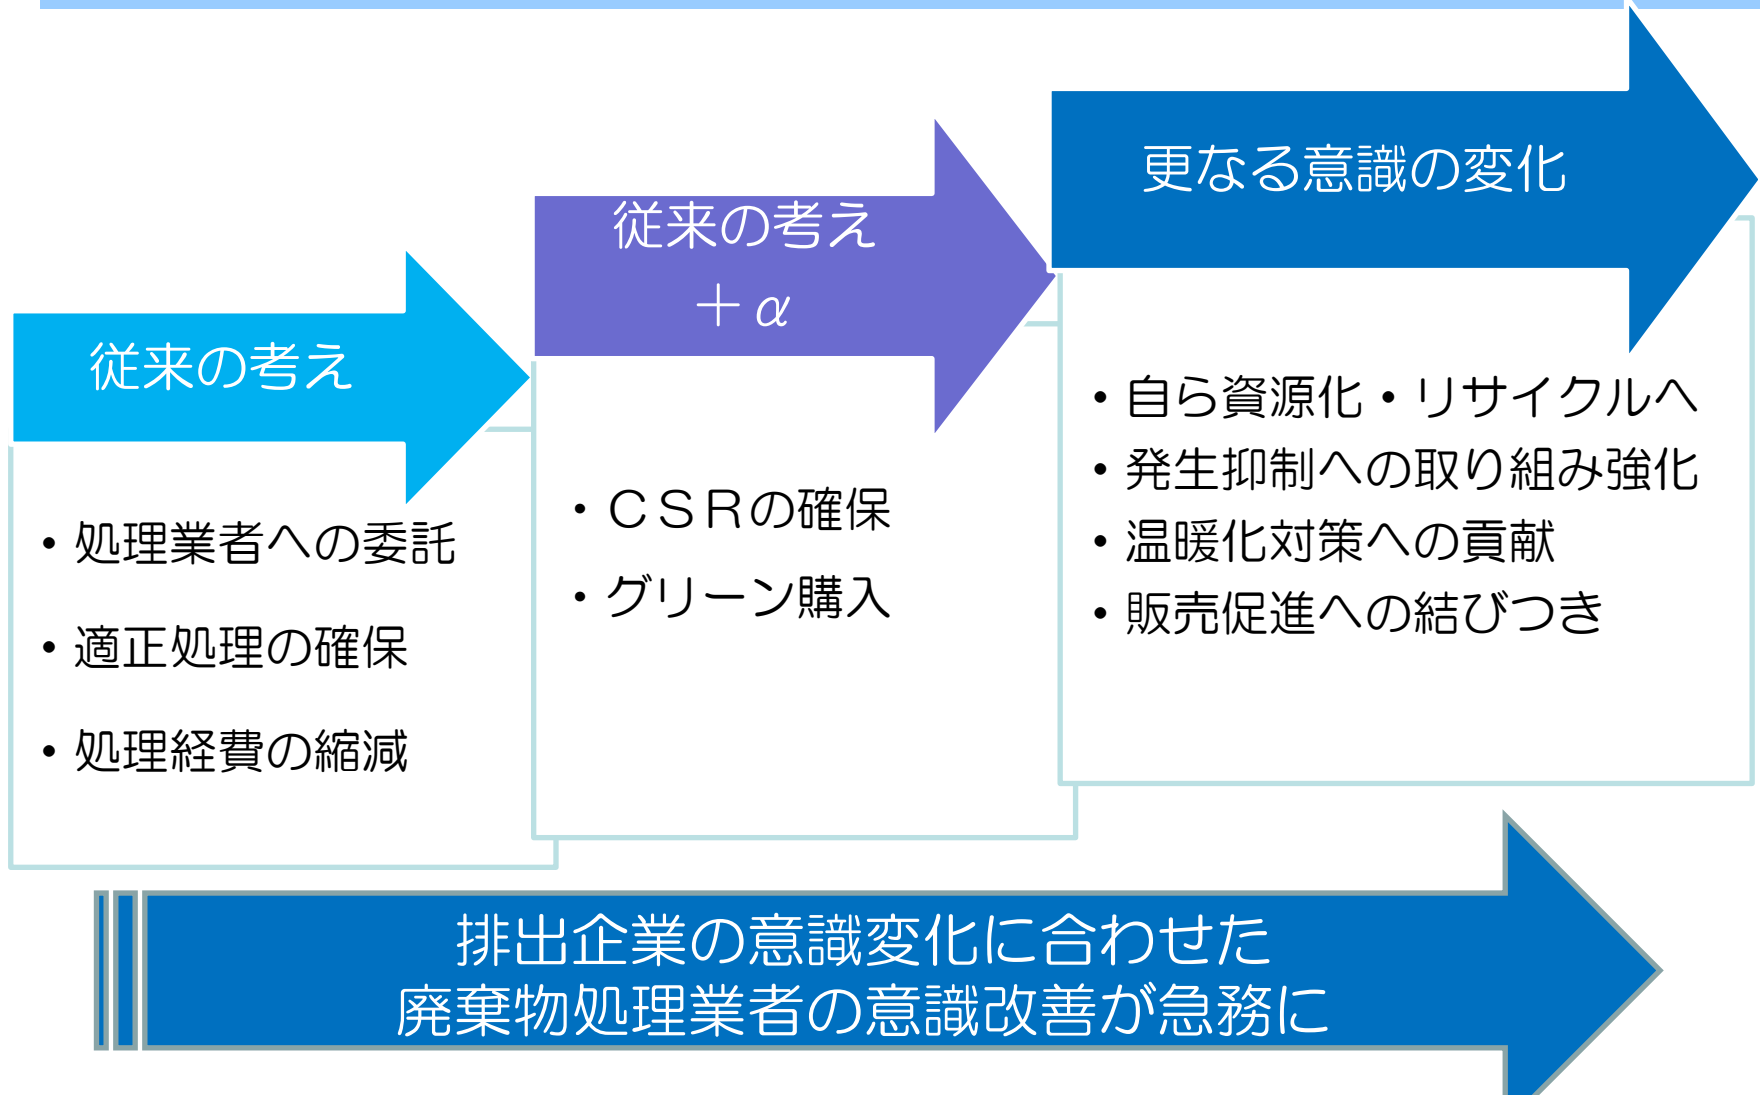 従来の考え
・処理業者への委託
・適正処理の確保
・処理経費の縮減
従来の考え
＋α
・ＣＳＲの確保
・グリーン購入
更なる意識の変化
・自ら資源化・リサイクルへ
・発生抑制への取り組み強化
・温暖化対策への貢献
・販売促進への結びつき
排出企業の意識変化に合わせた
廃棄物処理業者の意識改善が急務に